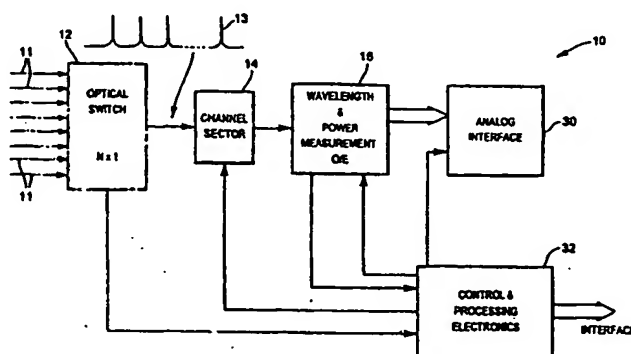 13
12
11
OPTICAL
SWITCH
N x 1
11
14
CHANNEL
SECTOR
16
WAVELENGTH
&
POWER
MEASUREMENT
O/E
10
ANALOG
INTERFACE
30
32
CONTROL &
PROCESSING
ELECTRONICS
INTERFACE